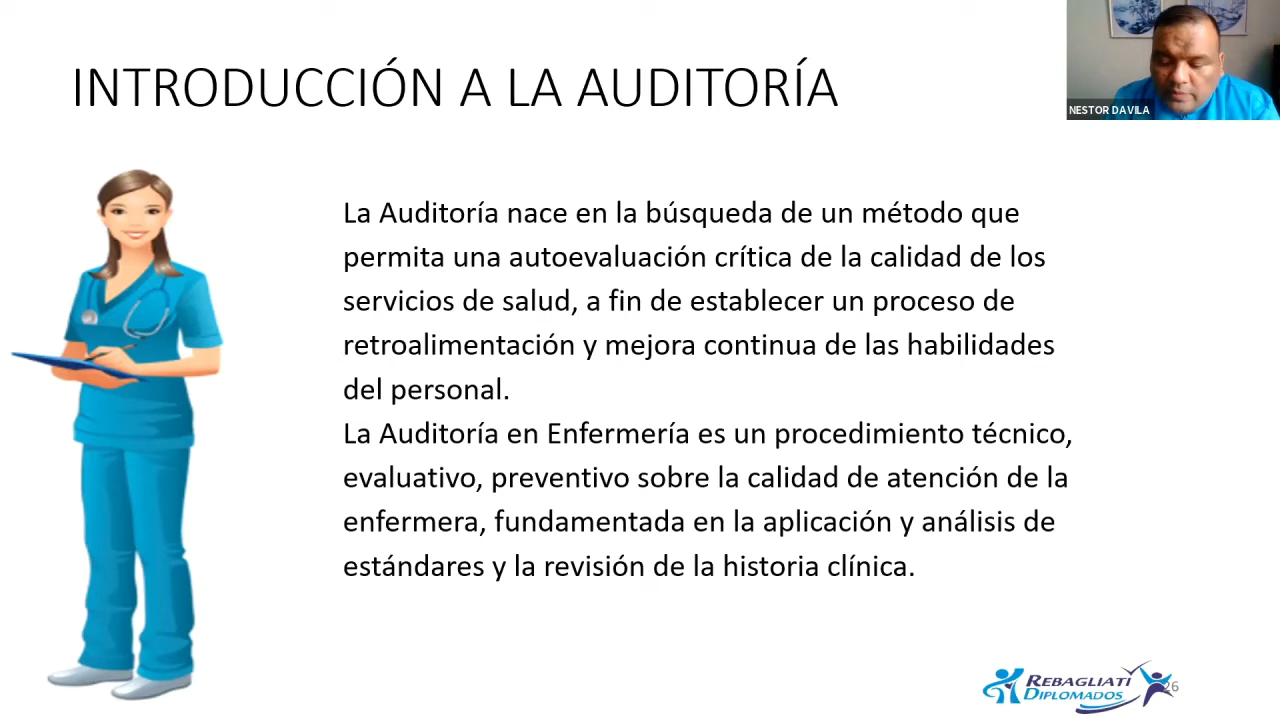 INTRODUCCIÓN A LA AUDITORÍA
NESTOR DAVILA
La Auditoría nace en la búsqueda de un método que
permita una autoevaluación crítica de la calidad de los
servicios de salud, a fin de establecer un proceso de
retroalimentación y mejora continua de las habilidades
del personal.
La Auditoría en Enfermería es un procedimiento técnico,
evaluativo, preventivo sobre la calidad de atención de la
enfermera, fundamentada en la aplicación y análisis de
estándares y la revisión de la historia clínica.
REBAGLIATI
DIPLOMADOS
26